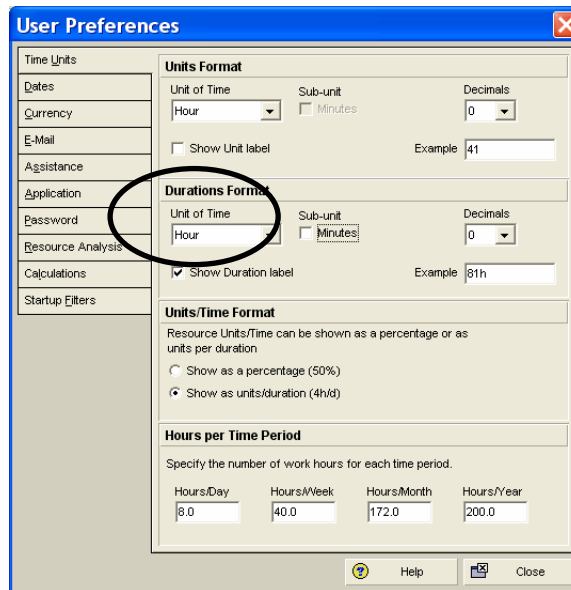 User Preferences
Time Units
Dates
Currency
E-Mail
Assistance
Application
Password
Resource Analysis
Calculations
Startup Filters
Units Format
Unit of Time Sub-unit Decimals
Hour Minutes 0
Show Unit label Example 41
Durations Format
Unit of Time Sub-unit Decimals
Hour Minutes 0
Show Duration label Example 81h
Units/Time Format
Resource Units/Time can be shown as a percentage or as
units per duration
Show as a percentage (50%)
Show as units/duration (4h/d)
Hours per Time Period
Specify the number of work hours for each time period.
Hours/Day Hours/Week Hours/Month Hours/Year
8.0 40.0 172.0 200.0
Help Close